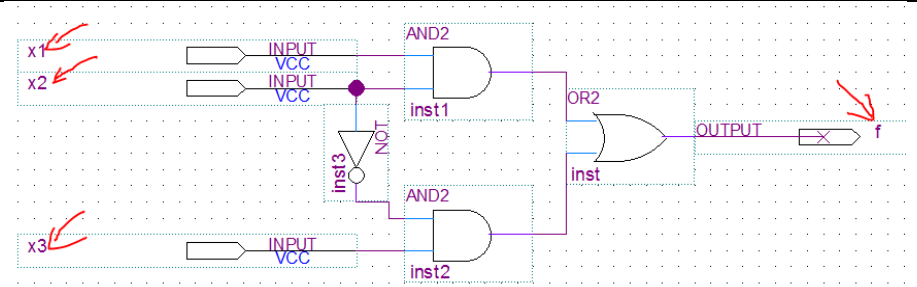 AND2
x1 INPUT
VCC
x2 INPUT
VCC
inst1
OR2
NOT
OUTPUT f
inst3
inst
AND2
x3 INPUT
VCC
inst2